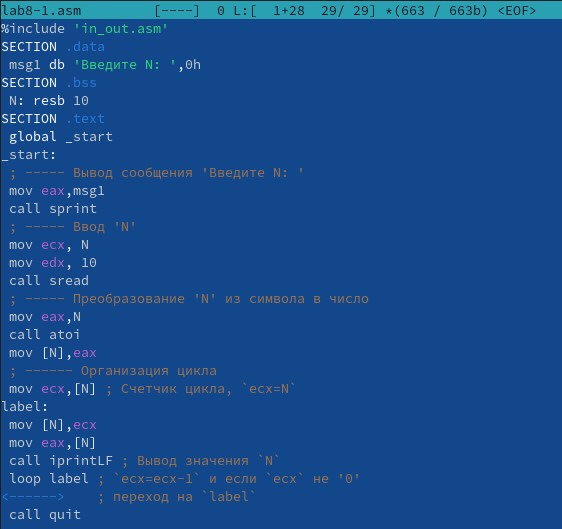 lab8-1.asm [----] 0 L:[ 1+28 29/ 29] *(663 / 663b) <EOF>
%include 'in_out.asm'
SECTION .data
msg1 db 'Введите N: ',0h
SECTION .bss
N: resb 10
SECTION .text
global _start
_start:
; ----- Вывод сообщения 'Введите N: '
mov eax,msg1
call sprint
; ----- Ввод 'N'
mov ecx, N
mov edx, 10
call sread
; ----- Преобразование 'N' из символа в число
mov eax,N
call atoi
mov [N],eax
; ------ Организация цикла
mov ecx,[N] ; Счетчик цикла, `ecx=N`
label:
mov [N],ecx
mov eax,[N]
call iprintLF ; Вывод значения `N`
loop label ; `ecx=ecx-1` и если `ecx` не '0'
<------> ; переход на `label`
call quit